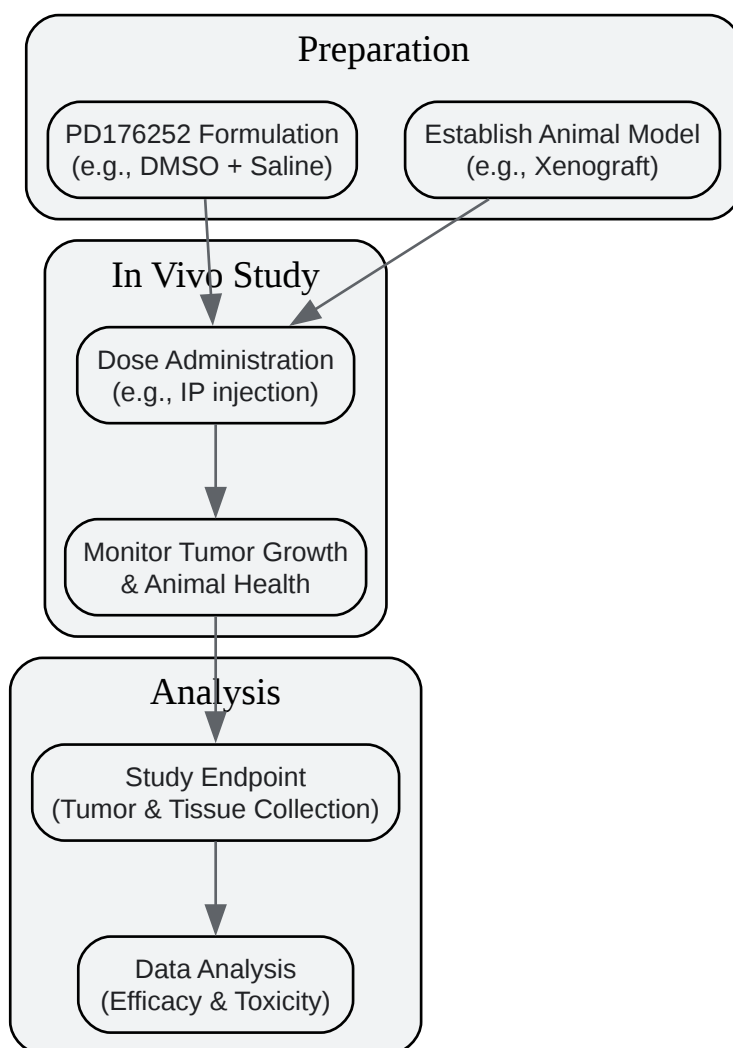 Preparation
PD176252 Formulation
(e.g., DMSO + Saline)
Establish Animal Model
(e.g., Xenograft)
In Vivo Study
Dose Administration
(e.g., IP injection)
Monitor Tumor Growth
& Animal Health
Analysis
Study Endpoint
(Tumor & Tissue Collection)
Data Analysis
(Efficacy & Toxicity)